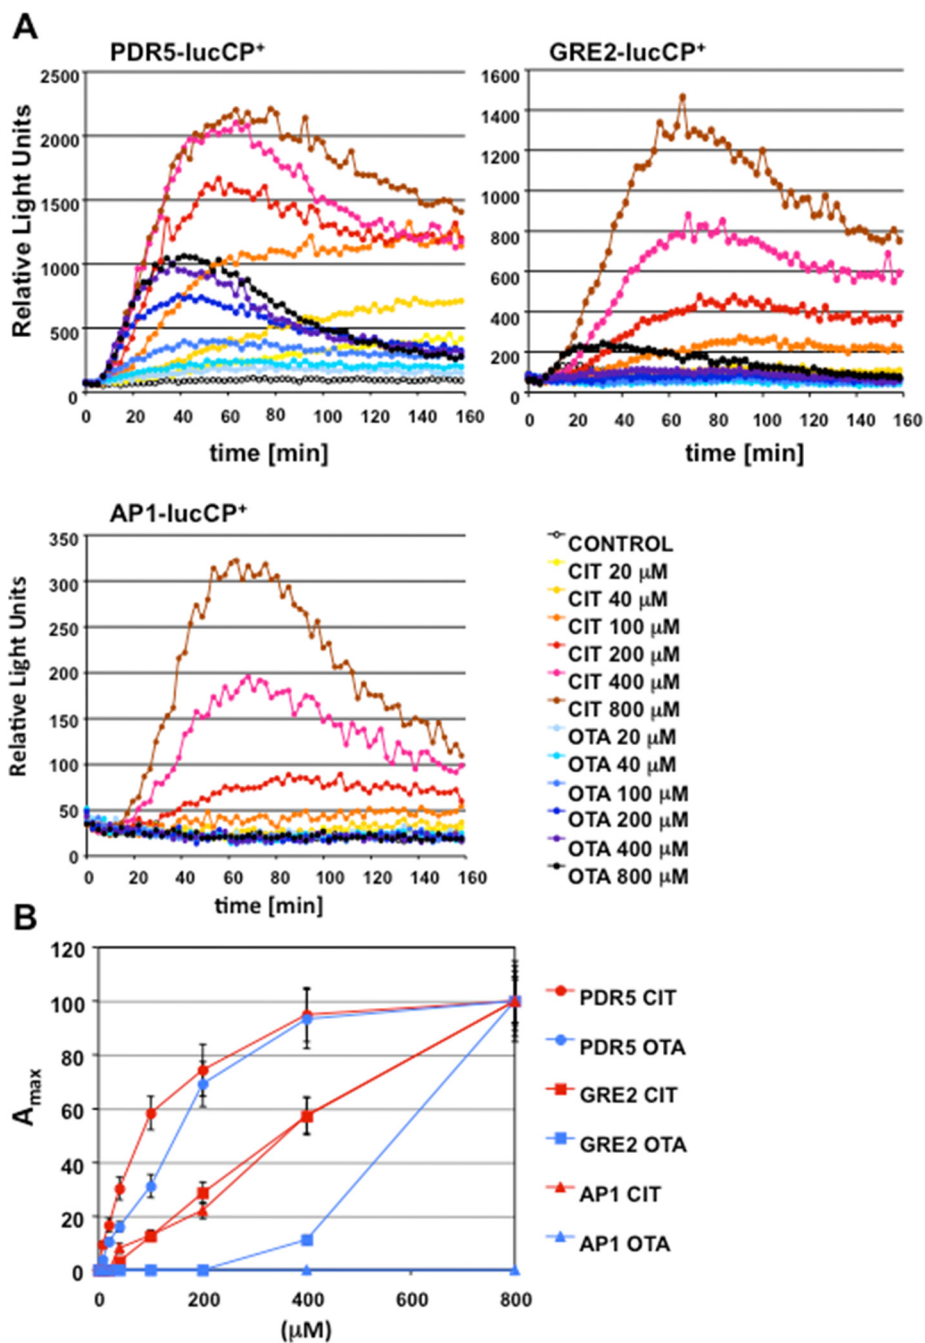 A
PDR5-lucCP+
GRE2-lucCP+
Relative Light Units
2500
2000
1500
1000
500
0
0 20 40 60 80 100 120 140 160
time [min]
1600
1400
1200
1000
800
600
400
200
0
0 20 40 60 80 100 120 140 160
time [min]
AP1-lucCP+
Relative Light Units
350
300
250
200
150
100
50
0
0 20 40 60 80 100 120 140 160
time [min]
CONTROL
CIT 20 µM
CIT 40 µM
CIT 100 µM
CIT 200 µM
CIT 400 µM
CIT 800 µM
OTA 20 µM
OTA 40 µM
OTA 100 µM
OTA 200 µM
OTA 400 µM
OTA 800 µM
B
Amax
120
100
80
60
40
20
0
0 200 400 600 800
(µM)
PDR5 CIT
PDR5 OTA
GRE2 CIT
GRE2 OTA
AP1 CIT
AP1 OTA